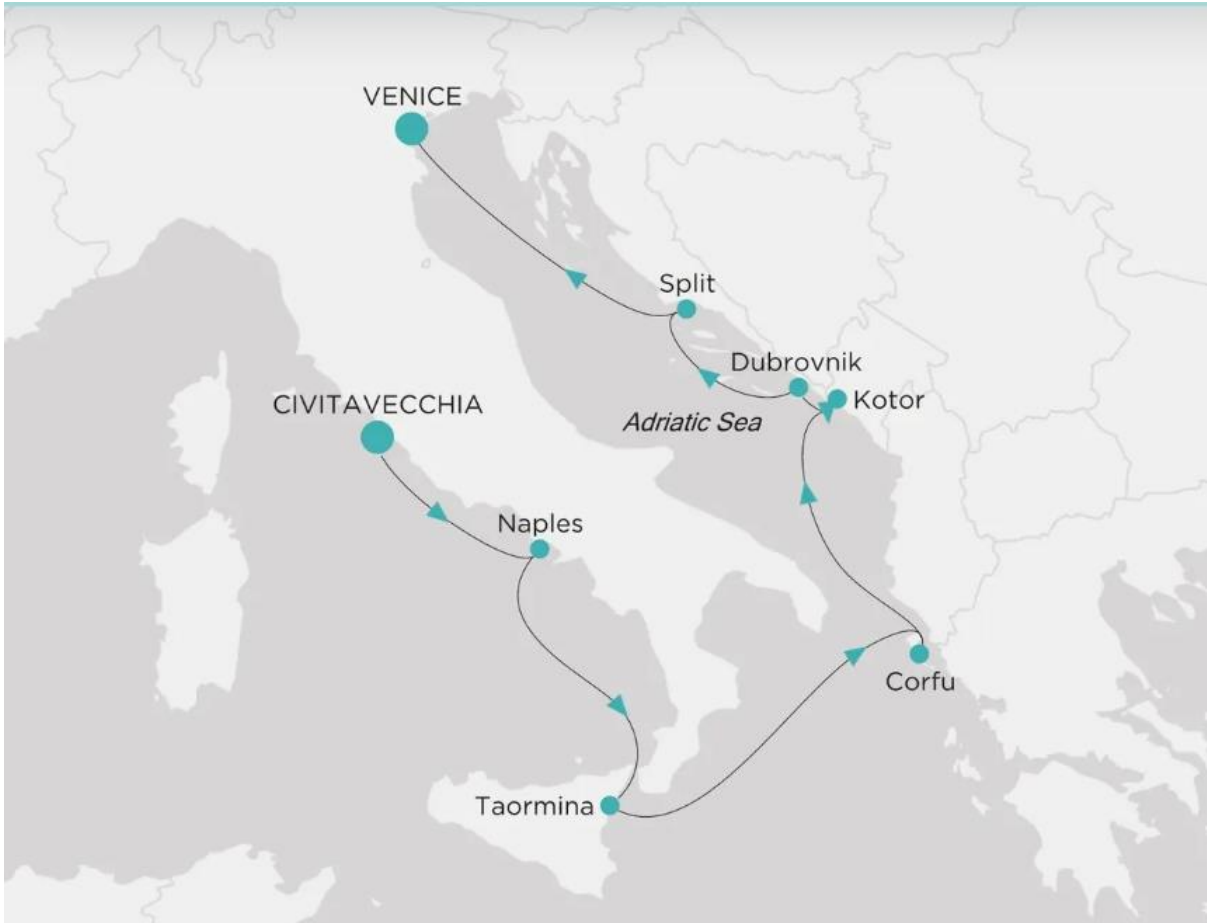 VENICE
Split
Dubrovnik
Kotor
CIVITAVECCHIA
Adriatic Sea
Naples
Corfu
Taormina